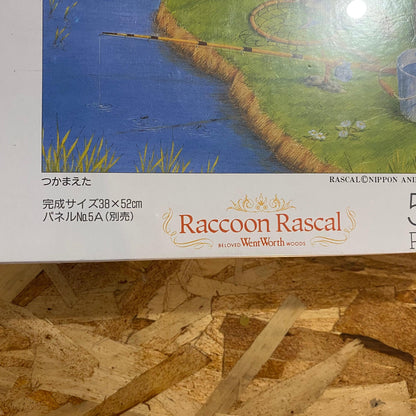 つかまえた
RASCAL©NIPPON ANI
完成サイズ38×52cm
パネルNo.5A(別売)
Raccoon Rascal
BELOVED WentWorth WOODS
5